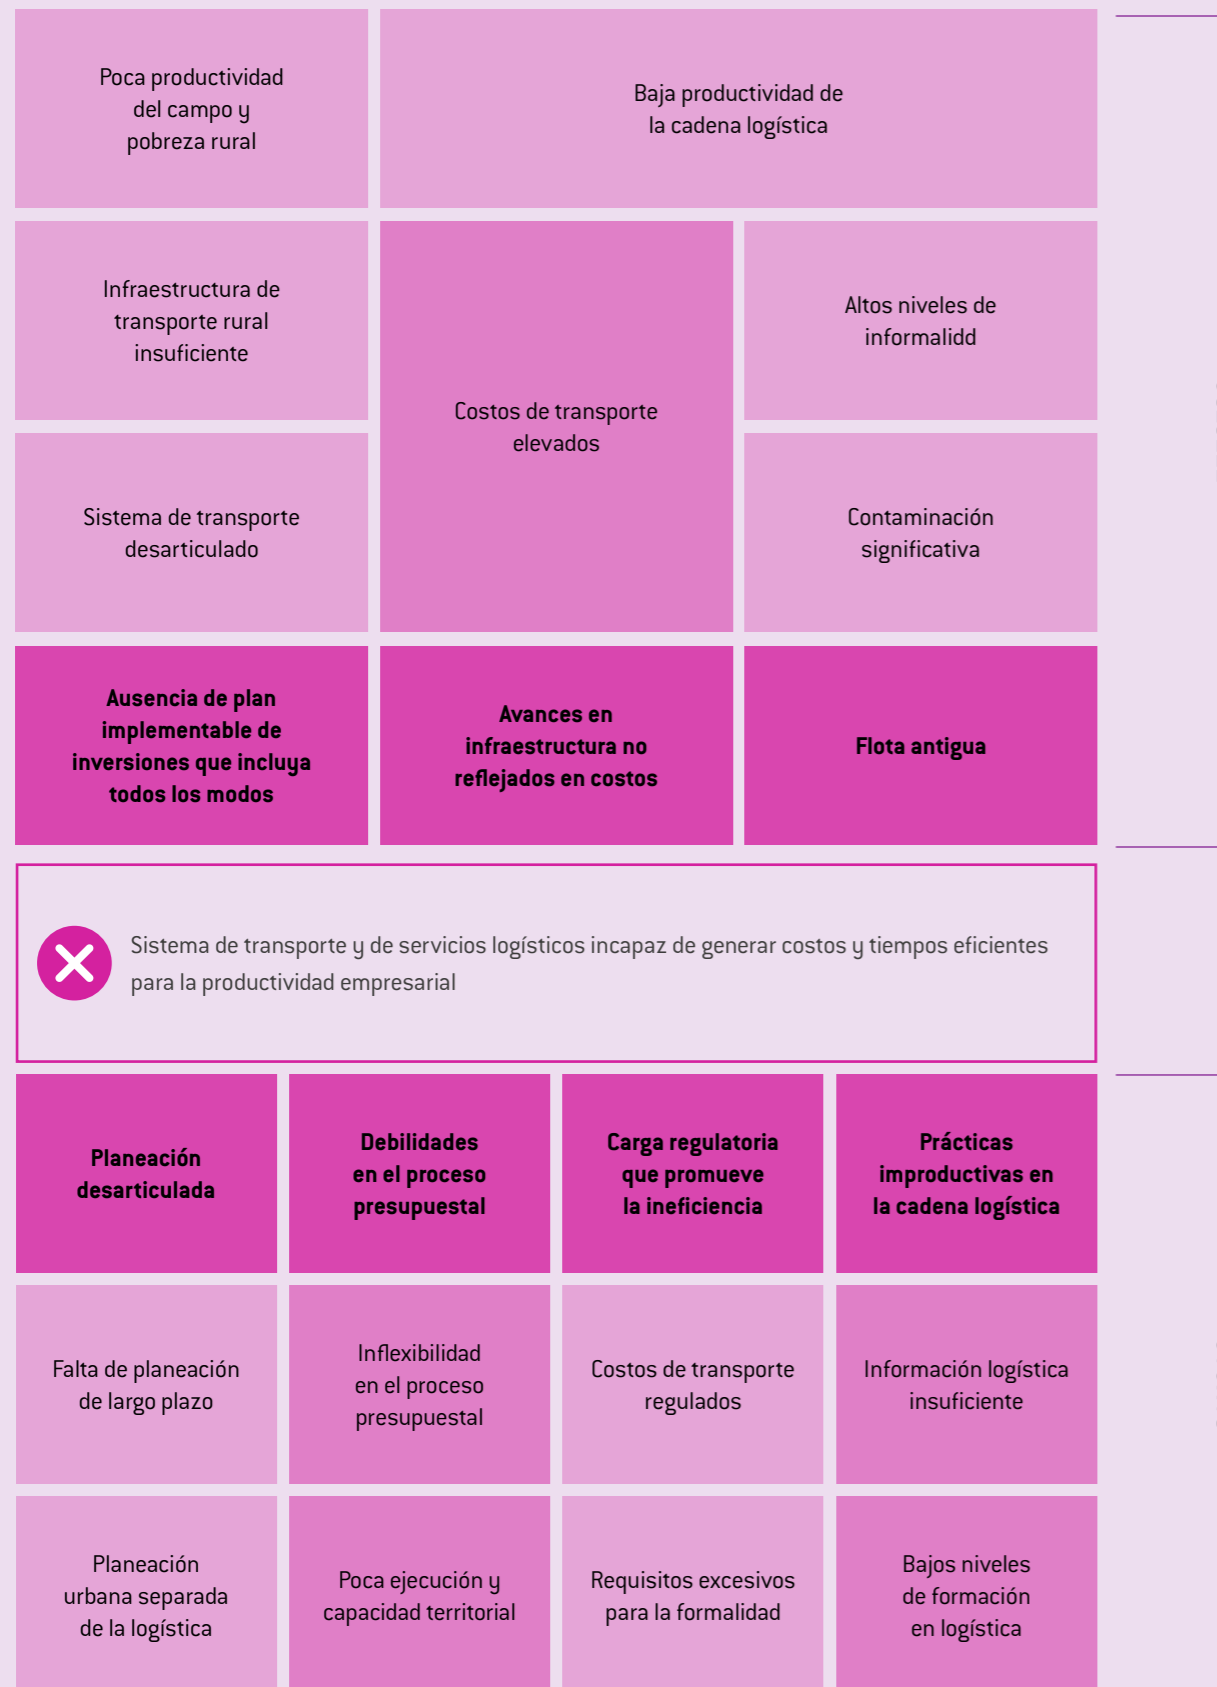 Poca productividad
del campo y
pobreza rural
Baja productividad de
la cadena logística
Infraestructura de
transporte rural
insuficiente
Costos de transporte
elevados
Altos niveles de
informalidd
Sistema de transporte
desarticulado
Contaminación
significativa
Ausencia de plan
implementable de
inversiones que incluya
todos los modos
Avances en
infraestructura no
reflejados en costos
Flota antigua
Sistema de transporte y de servicios logísticos incapaz de generar costos y tiempos eficientes
para la productividad empresarial
Planeación
desarticulada
Debilidades
en el proceso
presupuestal
Carga regulatoria
que promueve
la ineficiencia
Prácticas
improductivas en
la cadena logística
Falta de planeación
de largo plazo
Inflexibilidad
en el proceso
presupuestal
Costos de transporte
regulados
Información logística
insuficiente
Planeación
urbana separada
de la logística
Poca ejecución y
capacidad territorial
Requisitos excesivos
para la formalidad
Bajos niveles
de formación
en logística